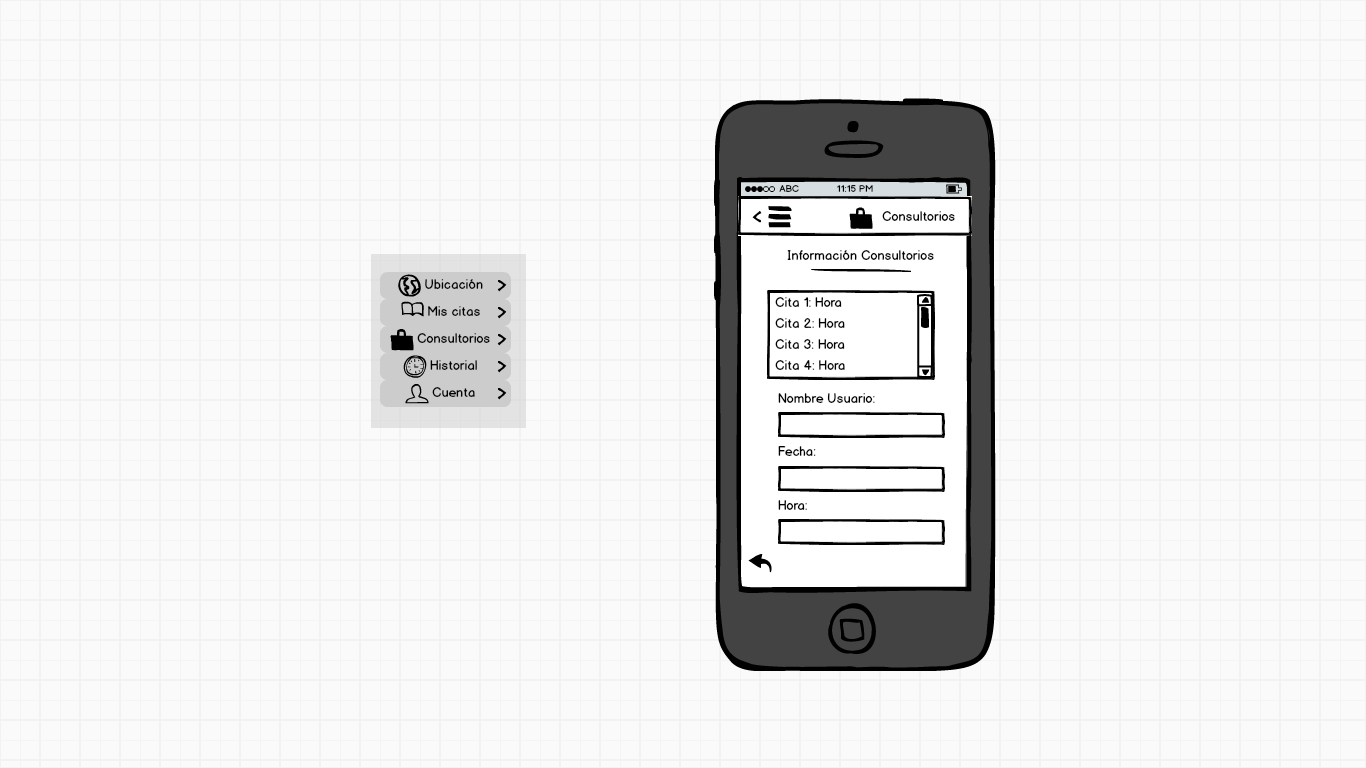 Ubicación
Mis citas
Consultorios
Historial
Cuenta
ABC 11:15 PM
Consultorios
Información Consultorios
Cita 1: Hora
Cita 2: Hora
Cita 3: Hora
Cita 4: Hora
Nombre Usuario:
Fecha:
Hora: